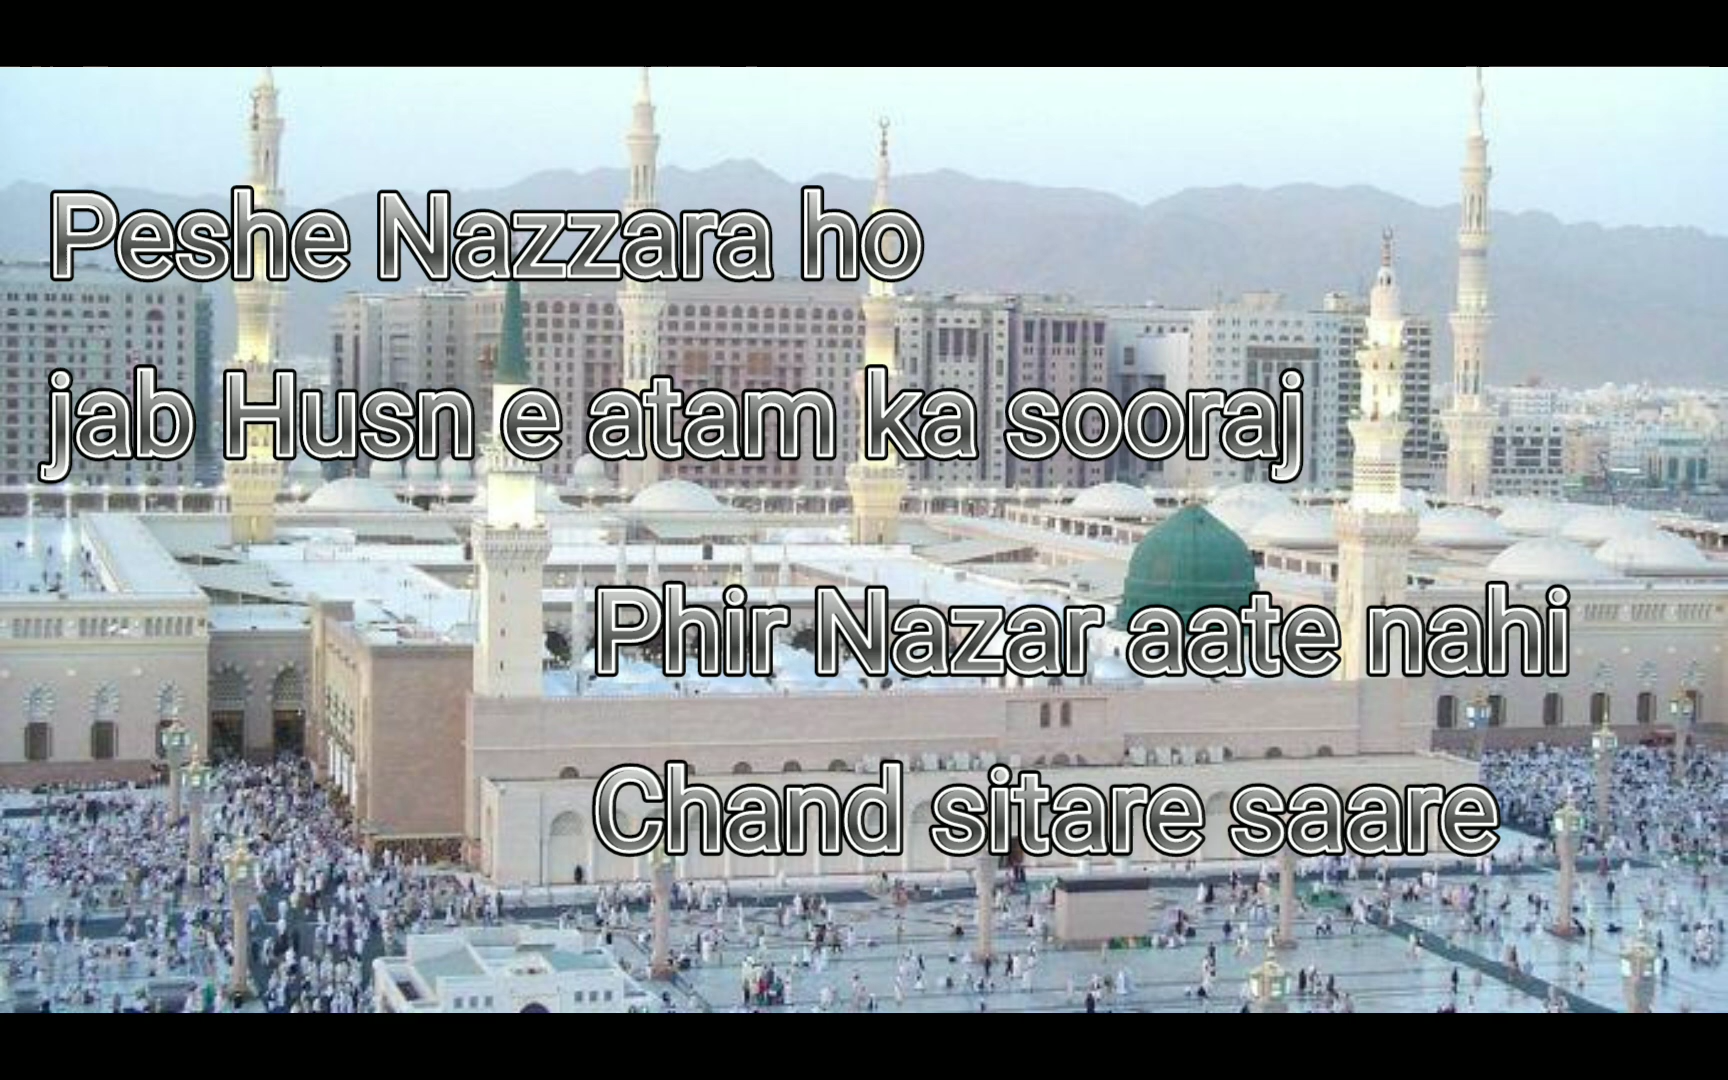 Peshe Nazzara ho
jab Husn e atam ka sooraj
Phir Nazar aate nahi
Chand sitare saare